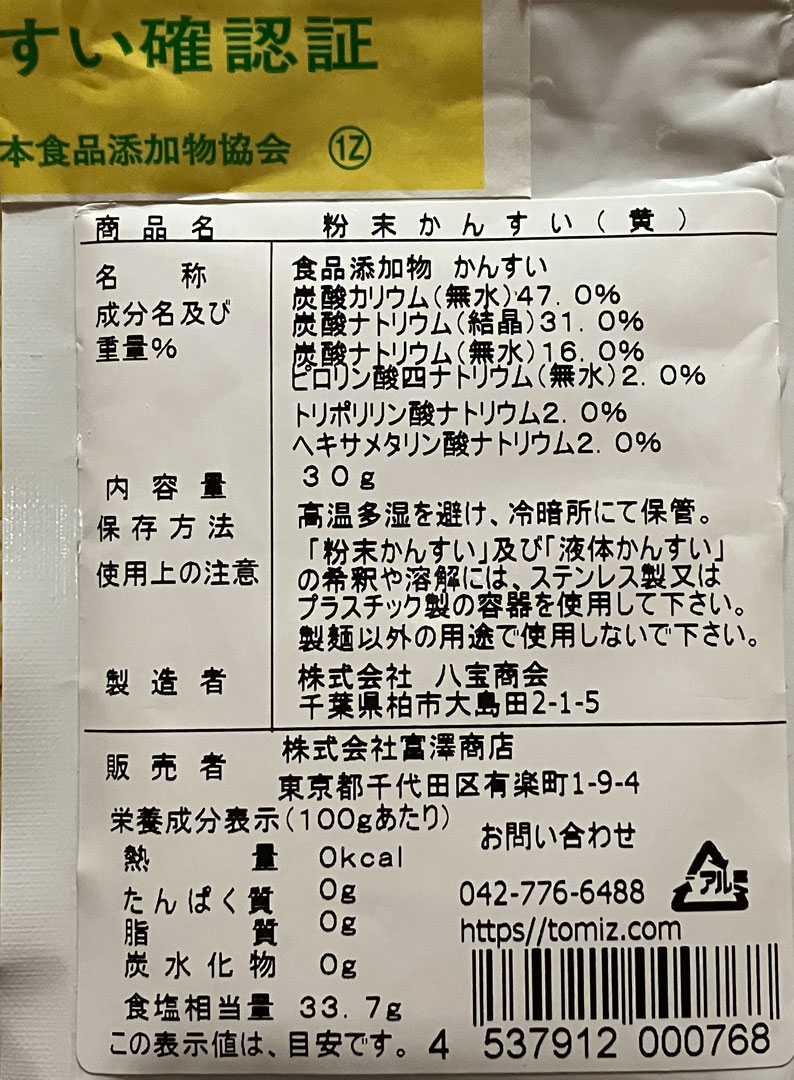 すい確認証
本食品添加物協会 ⓵Z
商品名 粉末かんすい(黄)
名称 食品添加物 かんすい
成分名及び重量% 炭酸カリウム(無水)47.0%
炭酸ナトリウム(結晶)31.0%
炭酸ナトリウム(無水)16.0%
ピロリン酸四ナトリウム(無水)2.0%
トリポリリン酸ナトリウム2.0%
ヘキサメタリン酸ナトリウム2.0%
内容量 30g
保存方法 高温多湿を避け、冷暗所にて保管。
使用上の注意 「粉末かんすい」及び「液体かんすい」
の希釈や溶解には、ステンレス製又は
プラスチック製の容器を使用して下さい。
製麺以外の用途で使用しないで下さい。
製造者 株式会社 八宝商会
千葉県柏市大島田2-1-5
販売者 株式会社富澤商店
東京都千代田区有楽町1-9-4
栄養成分表示(100gあたり)
熱量 0kcal
たんぱく質 0g
脂質 0g
炭水化物 0g
食塩相当量 33.7g
この表示値は、目安です。
お問い合わせ
042-776-6488
https//tomiz.com
アルミ
4 537912 000768